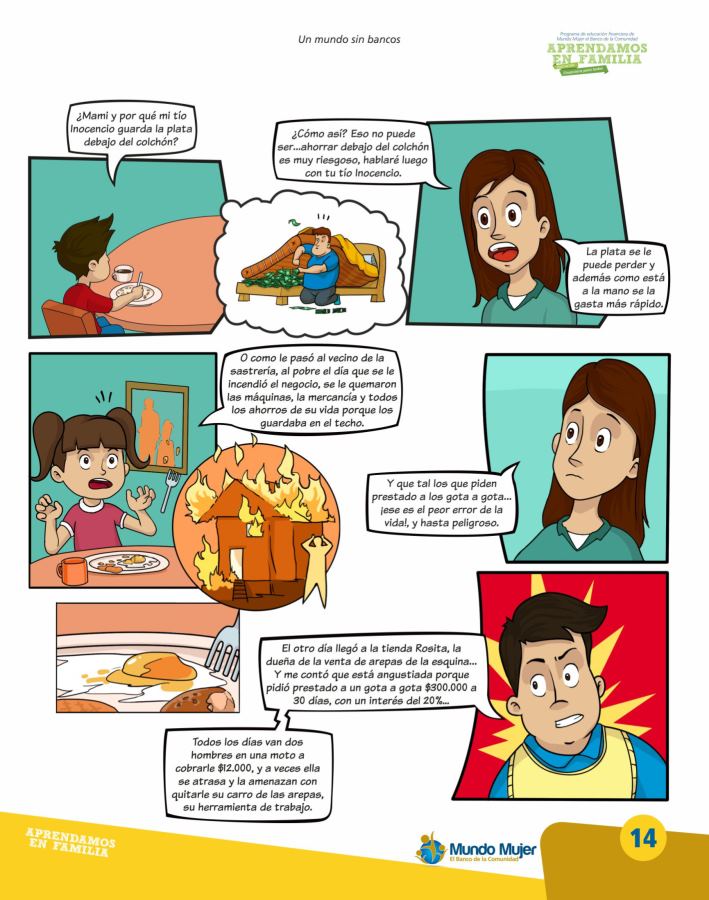 Un mundo sin bancos
Programa de educación financiera de
Mundo Mujer el Banco de la Comunidad
APRENDAMOS
EN FAMILIA
¿Mami y por qué mi tío
Inocencio guarda la plata
debajo del colchón?
¿Cómo así? Eso no puede
ser...ahorrar debajo del colchón
es muy riesgoso, hablaré luego
con tu tío Inocencio.
La plata se le
puede perder y
además como está
a la mano se la
gasta más rápido.
O como le pasó al vecino de la
sastrería, al pobre el día que se le
incendió el negocio, se le quemaron
las máquinas, la mercancía y todos
los ahorros de su vida porque los
guardaba en el techo.
Y que tal los que piden
prestado a los gota a gota...
¡ese es el peor error de la
vida!, y hasta peligroso.
El otro día llegó a la tienda Rosita, la
dueña de la venta de arepas de la esquina...
Y me contó que está angustiada porque
pidió prestado a un gota a gota $300.000 a
30 días, con un interés del 20%...
Todos los días van dos
hombres en una moto a
cobrarle $12.000, y a veces ella
se atrasa y la amenazan con
quitarle su carro de las arepas,
su herramienta de trabajo.
APRENDAMOS
EN FAMILIA
Mundo Mujer
El Banco de la Comunidad
14